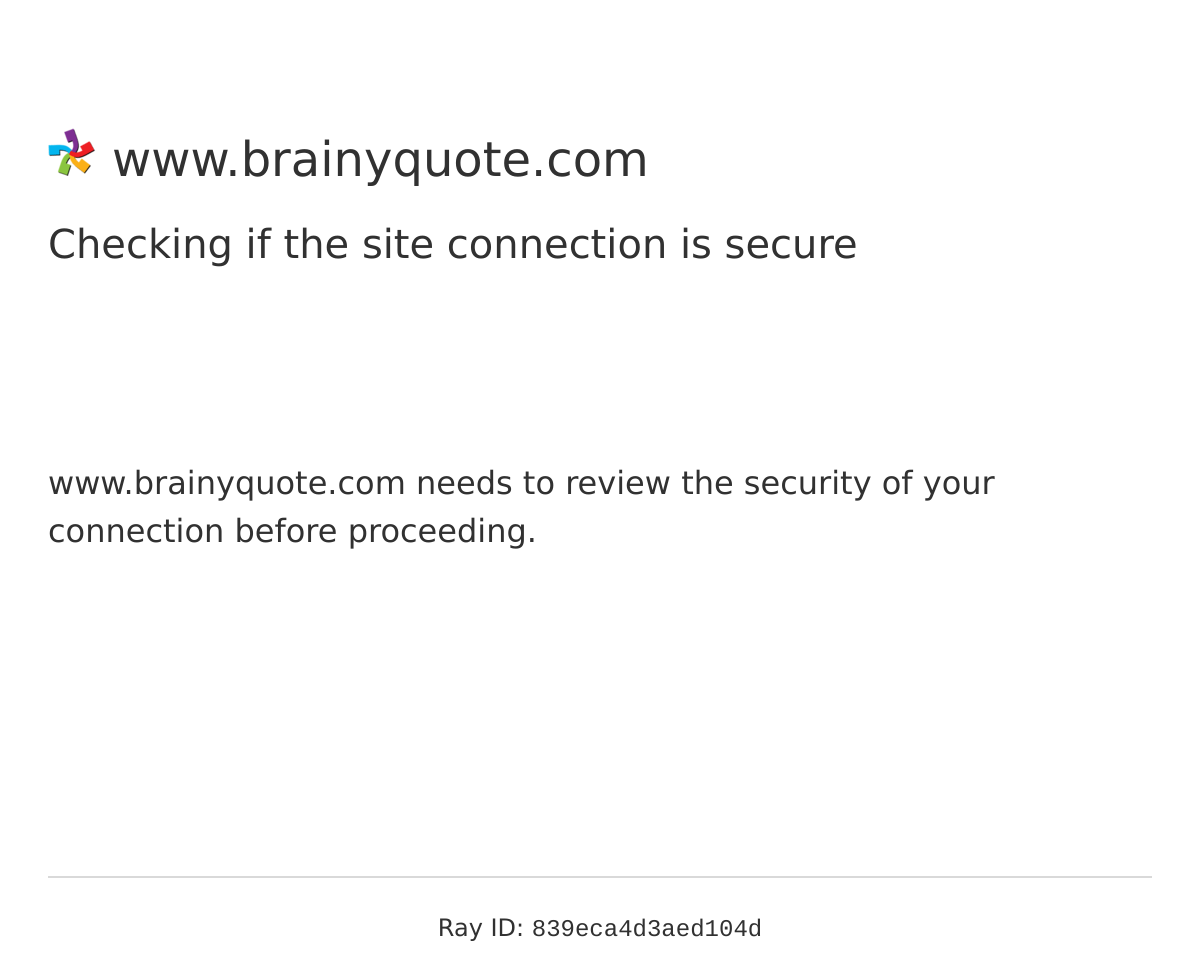 www.brainyquote.com
Checking if the site connection is secure
www.brainyquote.com needs to review the security of your
connection before proceeding.
Ray ID: 839eca4d3aed104d